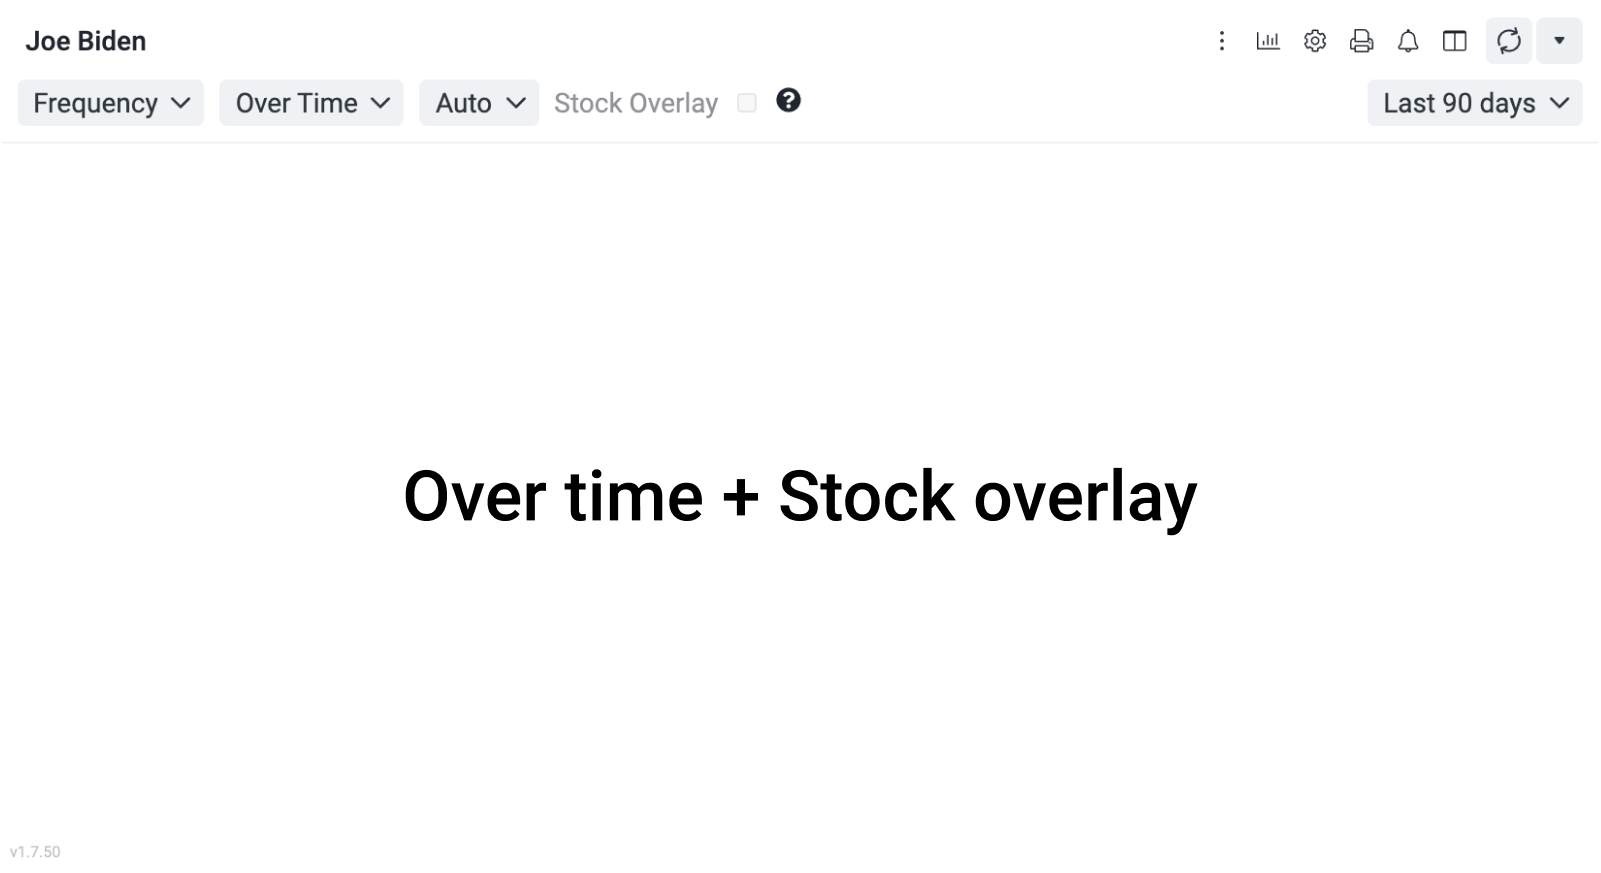 Joe Biden
Frequency Over Time Auto Stock Overlay ? Last 90 days
Over time + Stock overlay
v1.7.50